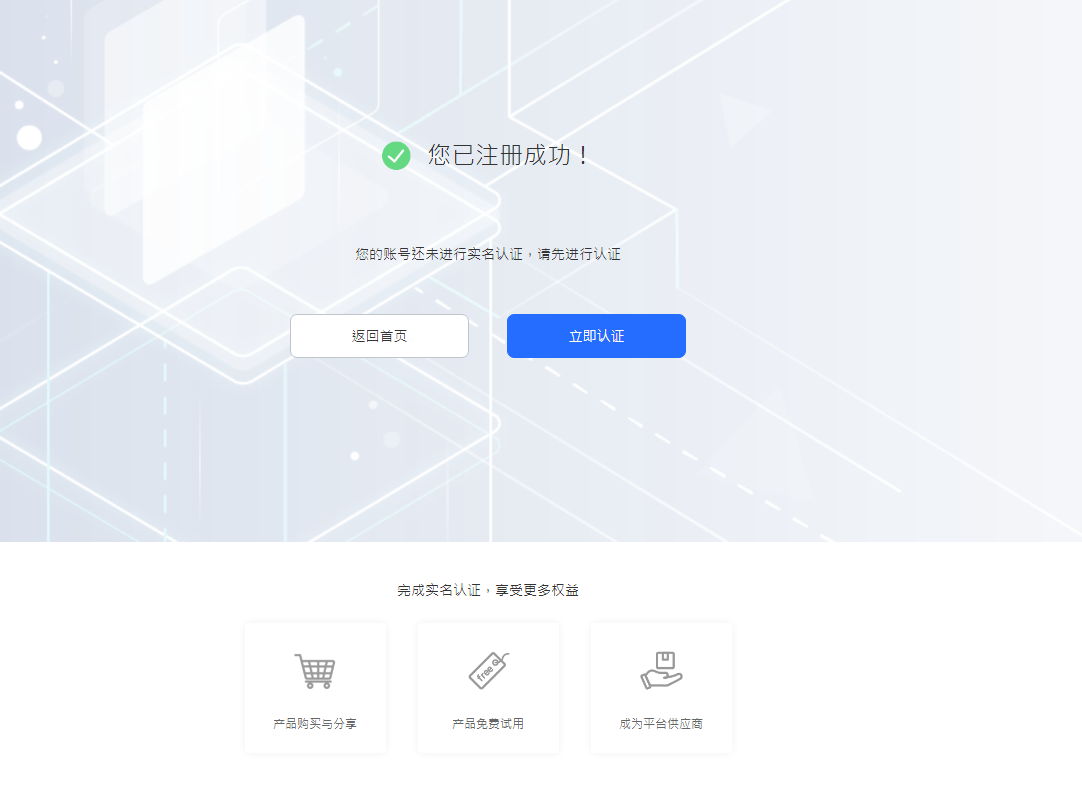 您已注册成功！
您的账号还未进行实名认证，请先进行认证
返回首页
立即认证
完成实名认证，享受更多权益
free
产品购买与分享
产品免费试用
成为平台供应商